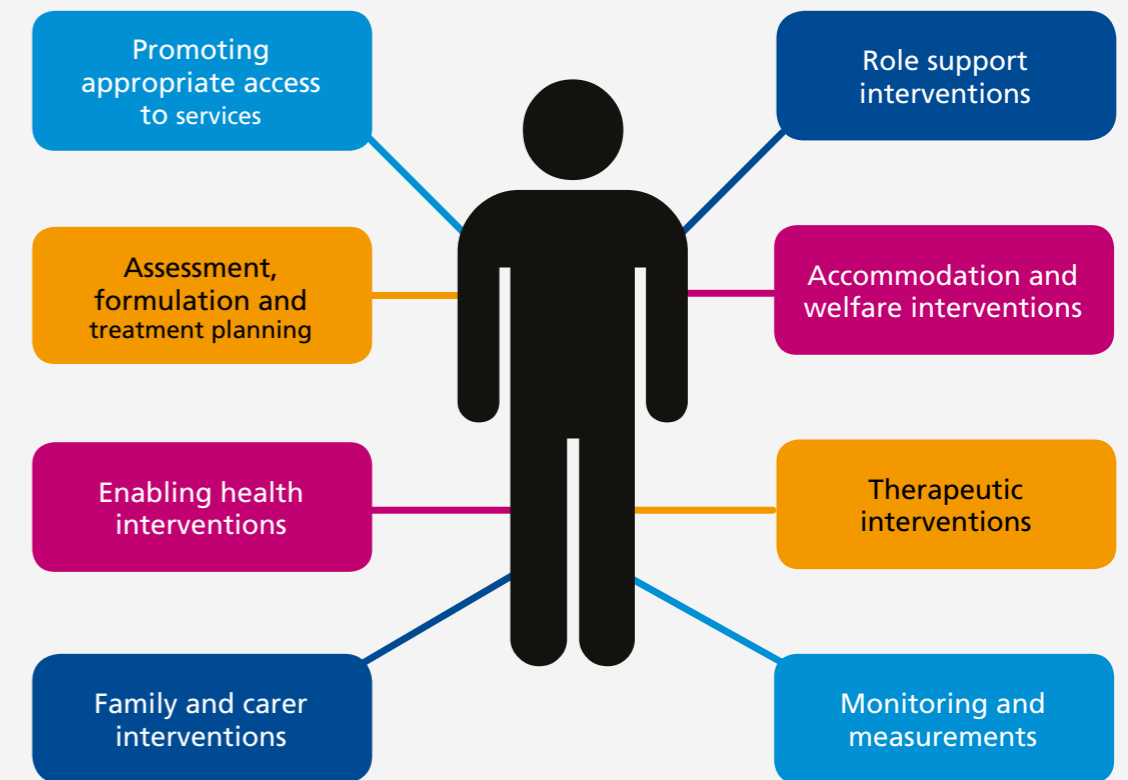 Promoting
appropriate access
to services
Role support
interventions
Assessment,
formulation and
treatment planning
Accommodation and
welfare interventions
Enabling health
interventions
Therapeutic
interventions
Family and carer
interventions
Monitoring and
measurements